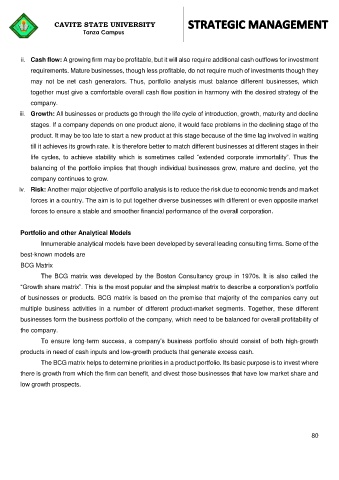 CAVITE STATE UNIVERSITY
Tanza Campus
STRATEGIC MANAGEMENT
ii. Cash flow: A growing firm may be profitable, but it will also require additional cash outflows for investment
requirements. Mature businesses, though less profitable, do not require much of investments though they
may not be net cash generators. Thus, portfolio analysis must balance different businesses, which
together must give a comfortable overall cash flow position in harmony with the desired strategy of the
company.
iii. Growth: All businesses or products go through the life cycle of introduction, growth, maturity and decline
stages. If a company depends on one product alone, it would face problems in the declining stage of the
product. It may be too late to start a new product at this stage because of the time lag involved in waiting
till it achieves its growth rate. It is therefore better to match different businesses at different stages in their
life cycles, to achieve stability which is sometimes called "extended corporate immortality". Thus the
balancing of the portfolio implies that though individual businesses grow, mature and decline, yet the
company continues to grow.
iv. Risk: Another major objective of portfolio analysis is to reduce the risk due to economic trends and market
forces in a country. The aim is to put together diverse businesses with different or even opposite market
forces to ensure a stable and smoother financial performance of the overall corporation.
Portfolio and other Analytical Models
Innumerable analytical models have been developed by several leading consulting firms. Some of the
best-known models are
BCG Matrix
The BCG matrix was developed by the Boston Consultancy group in 1970s. It is also called the
"Growth share matrix". This is the most popular and the simplest matrix to describe a corporation's portfolio
of businesses or products. BCG matrix is based on the premise that majority of the companies carry out
multiple business activities in a number of different product-market segments. Together, these different
businesses form the business portfolio of the company, which need to be balanced for overall profitability of
the company.
To ensure long-term success, a company's business portfolio should consist of both high-growth
products in need of cash inputs and low-growth products that generate excess cash.
The BCG matrix helps to determine priorities in a product portfolio. Its basic purpose is to invest where
there is growth from which the firm can benefit, and divest those businesses that have low market share and
low growth prospects.
80